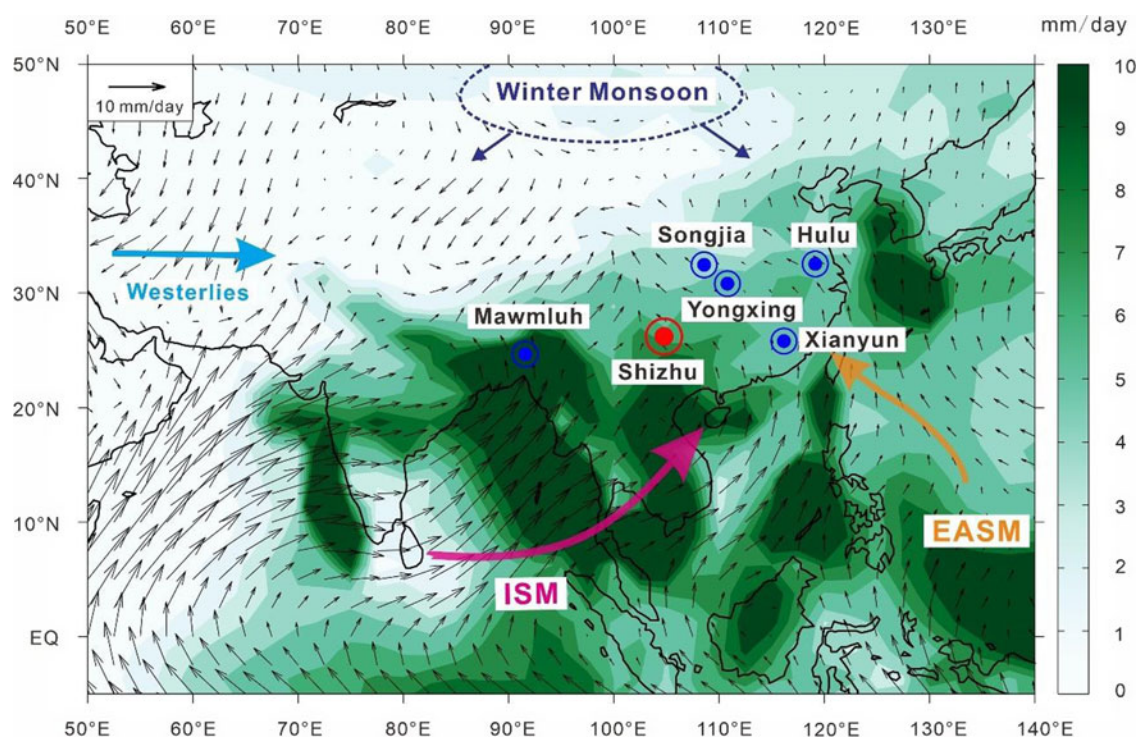 50°E 60°E 70°E 80°E 90°E 100°E 110°E 120°E 130°E mm/day
50°N
10 mm/day
Winter Monsoon
10
9
40°N
8
Songjia
Hulu
7
Westerlies
30°N
Yongxing
6
Mawmluh
Xianyun
Shizhu
5
20°N
4
3
10°N
EASM
2
ISM
EQ
1
0
50°E 60°E 70°E 80°E 90°E 100°E 110°E 120°E 130°E 140°E